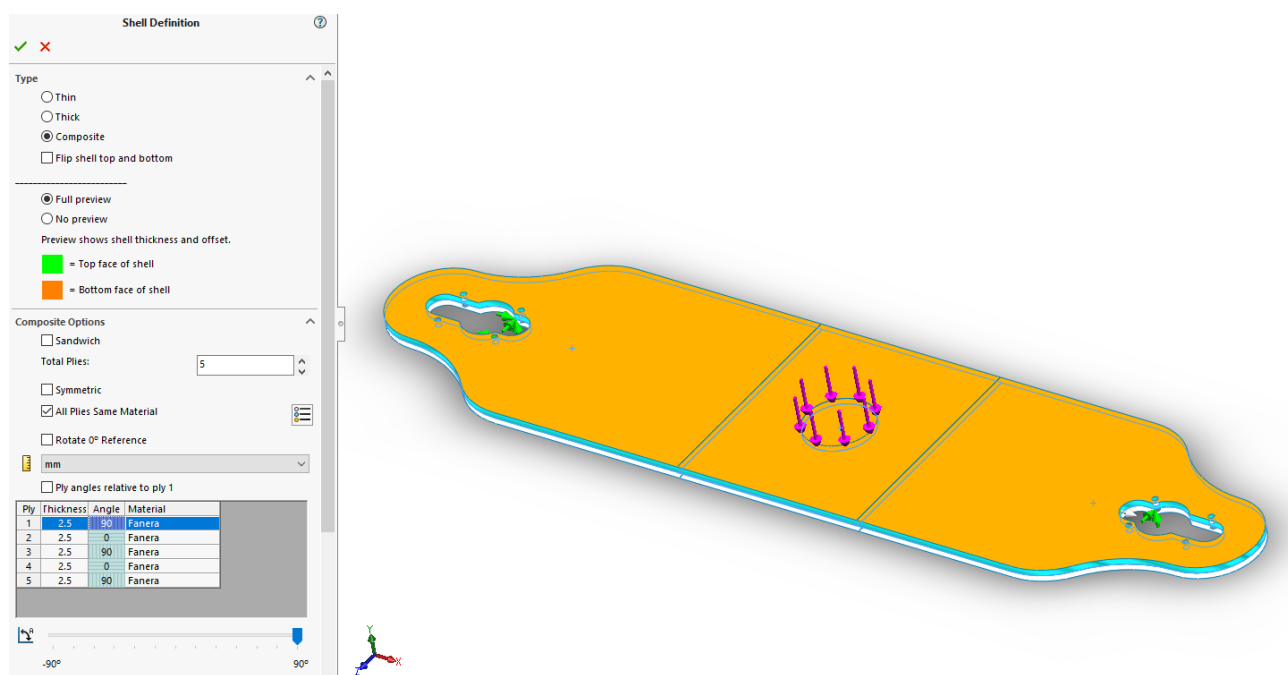 Shell Definition
Type
Thin
Thick
Composite
Flip shell top and bottom
Full preview
No preview
Preview shows shell thickness and offset.
= Top face of shell
= Bottom face of shell
Composite Options
Sandwich
Total Plies: 5
Symmetric
All Plies Same Material
Rotate 0° Reference
mm
Ply angles relative to ply 1
Ply Thickness Angle Material
1 2.5 90 Fanera
2 2.5 0 Fanera
3 2.5 90 Fanera
4 2.5 0 Fanera
5 2.5 90 Fanera
-90° 90°
Y
X
Z